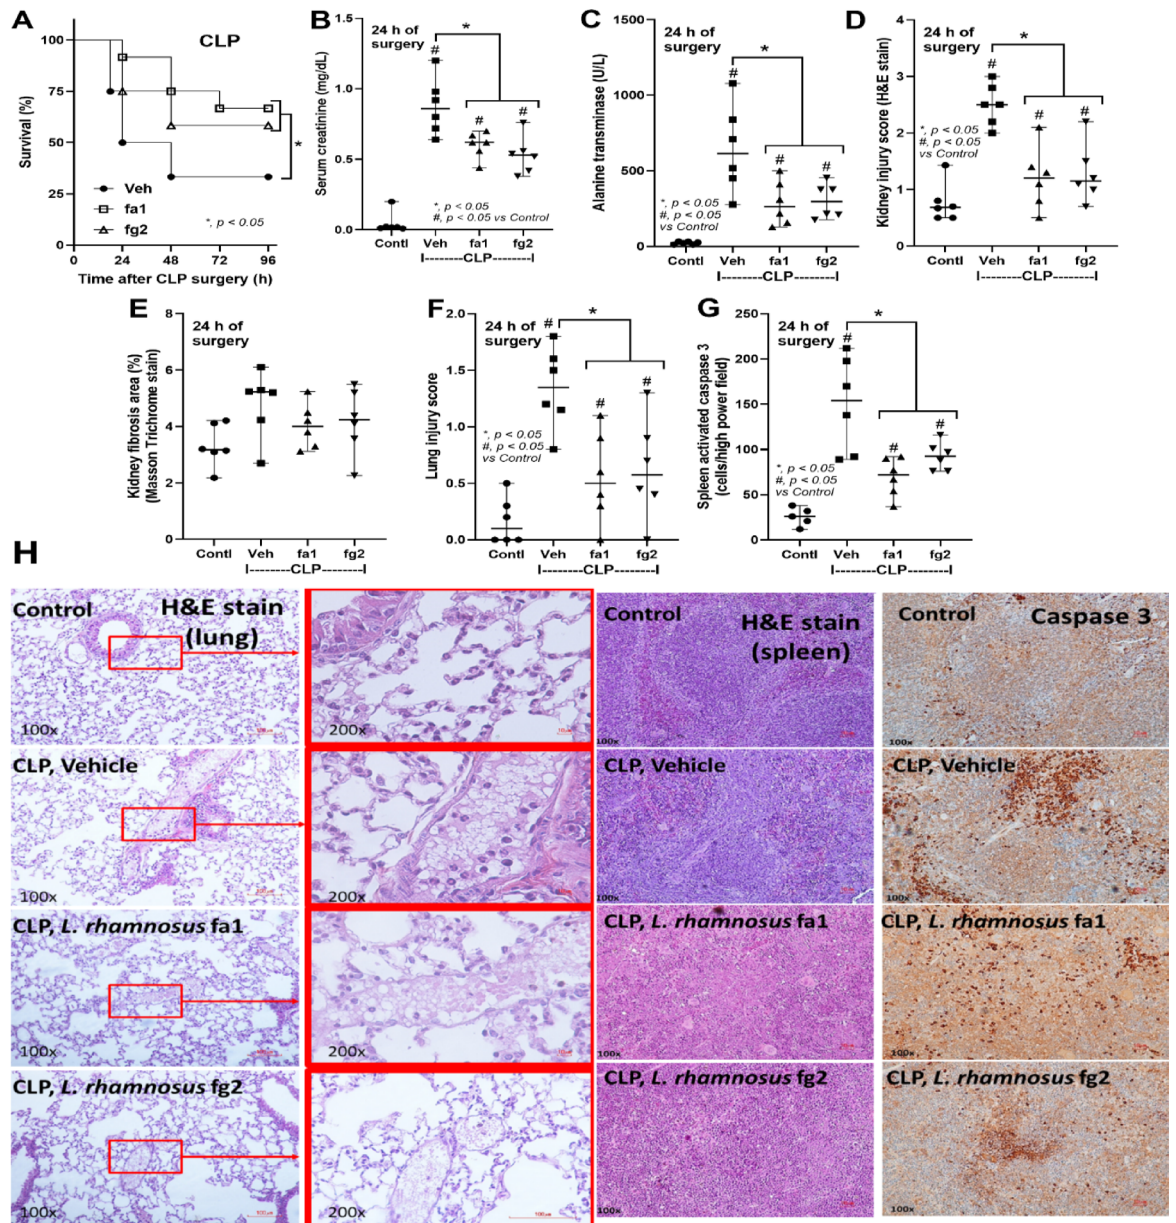 A
CLP
Survival (%)
100
75
50
25
0
Veh
fa1
fg2
*
*, p < 0.05
0 24 48 72 96
Time after CLP surgery (h)
B
24 h of
surgery
Serum creatinine (mg/dL)
1.5
1.0
0.5
0.0
*
#
#
#
*, p < 0.05
#, p < 0.05 vs Control
Contl Veh fa1 fg2
I--------CLP--------I
C
24 h of
surgery
Alanine transminase (U/L)
1500
1000
500
0
*
#
#
#
*, p < 0.05
#, p < 0.05
vs Control
Contl Veh fa1 fg2
I--------CLP--------I
D
24 h of
surgery
Kidney injury score (H&E stain)
4
3
2
1
0
*
#
#
#
*, p < 0.05
#, p < 0.05
vs Control
Contl Veh fa1 fg2
I--------CLP--------I
E
24 h of
surgery
Kidney fibrosis area (%)
(Masson Trichrome stain)
8
6
4
2
0
Contl Veh fa1 fg2
I--------CLP--------I
F
24 h of
surgery
Lung injury score
2.0
1.5
1.0
0.5
0.0
*
#
#
#
*, p < 0.05
#, p < 0.05
vs Control
Contl Veh fa1 fg2
I--------CLP--------I
G
24 h of
surgery
Spleen activated caspase 3
(cells/high power field)
250
200
150
100
50
0
*
#
#
#
*, p < 0.05
#, p < 0.05
vs Control
Contl Veh fa1 fg2
I--------CLP--------I
H
Control
H&E stain
(lung)
100x
200x
Control
H&E stain
(spleen)
100x
Control
Caspase 3
100x
CLP, Vehicle
100x
200x
CLP, Vehicle
100x
CLP, Vehicle
100x
CLP, L. rhamnosus fa1
100x
200x
CLP, L. rhamnosus fa1
100x
CLP, L. rhamnosus fa1
100x
CLP, L. rhamnosus fg2
100x
200x
CLP, L. rhamnosus fg2
100x
CLP, L. rhamnosus fg2
100x